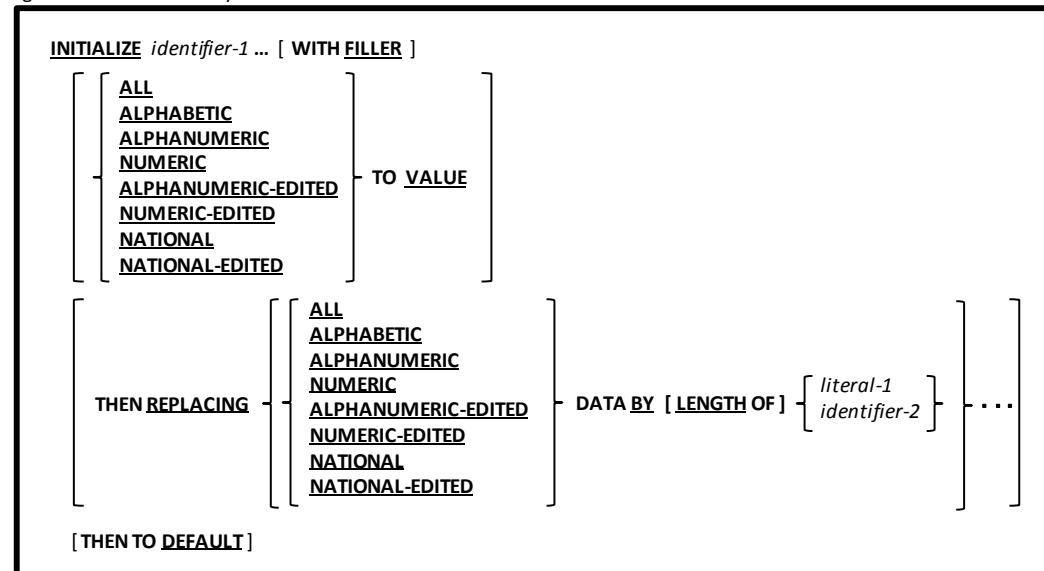 INITIALIZE identifier-1 ... [ WITH FILLER ]
ALL
ALPHABETIC
ALPHANUMERIC
NUMERIC
ALPHANUMERIC-EDITED
NUMERIC-EDITED
NATIONAL
NATIONAL-EDITED
TO VALUE
THEN REPLACING
ALL
ALPHABETIC
ALPHANUMERIC
NUMERIC
ALPHANUMERIC-EDITED
NUMERIC-EDITED
NATIONAL
NATIONAL-EDITED
DATA BY [ LENGTH OF ]
literal-1
identifier-2
...
[ THEN TO DEFAULT ]